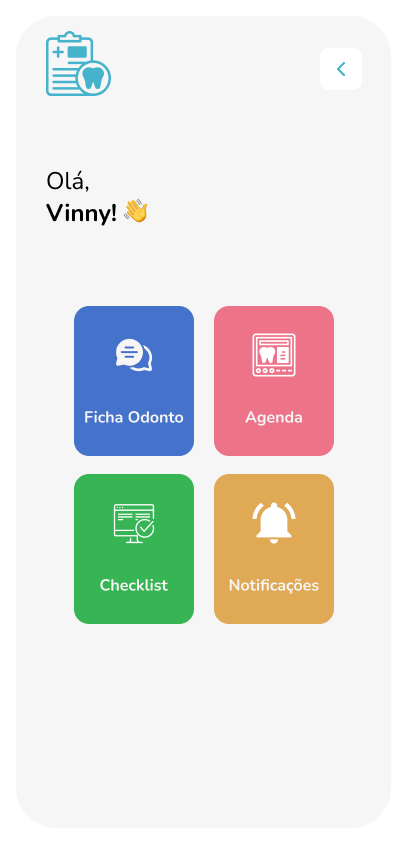 Olá,
Vinny! 👋
Ficha Odonto
Agenda
Checklist
Notificações